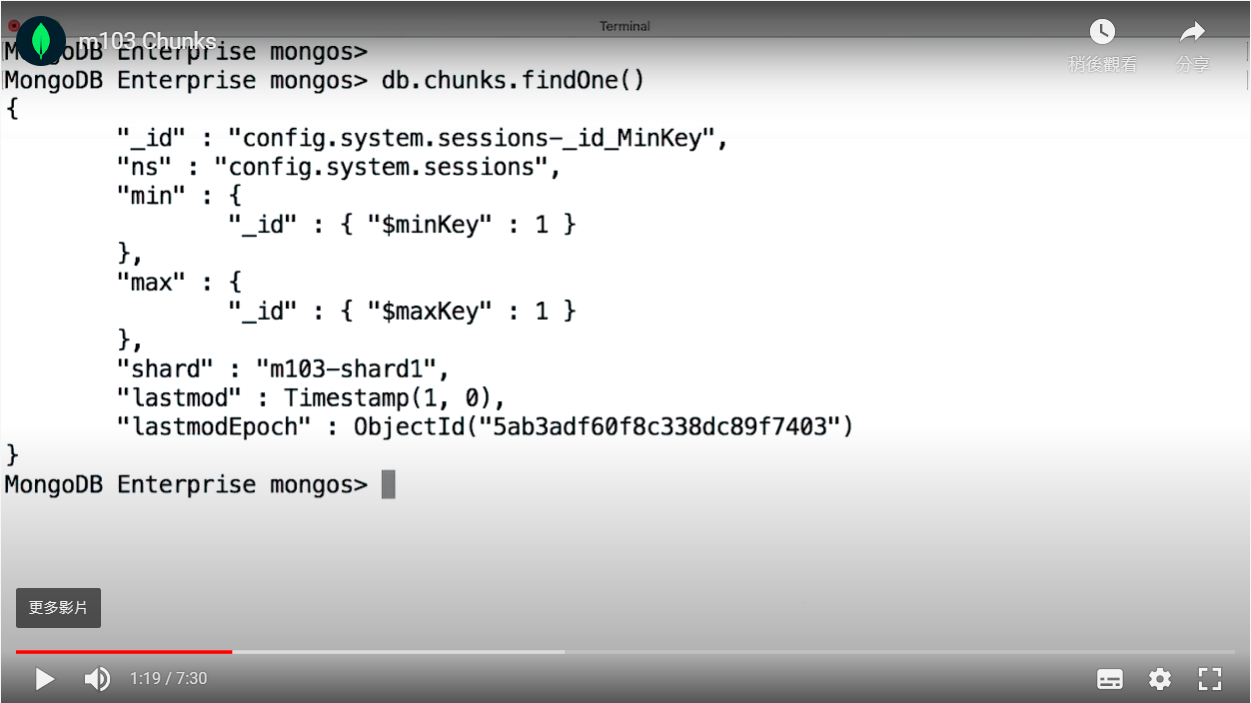 Terminal
m103 Chunks
稍後觀看
分享
MongoDB Enterprise mongos>
MongoDB Enterprise mongos> db.chunks.findOne()
{
"_id" : "config.system.sessions-_id_MinKey",
"ns" : "config.system.sessions",
"min" : {
"_id" : { "$minKey" : 1 }
},
"max" : {
"_id" : { "$maxKey" : 1 }
},
"shard" : "m103-shard1",
"lastmod" : Timestamp(1, 0),
"lastmodEpoch" : ObjectId("5ab3adf60f8c338dc89f7403")
}
MongoDB Enterprise mongos>
更多影片
1:19 / 7:30